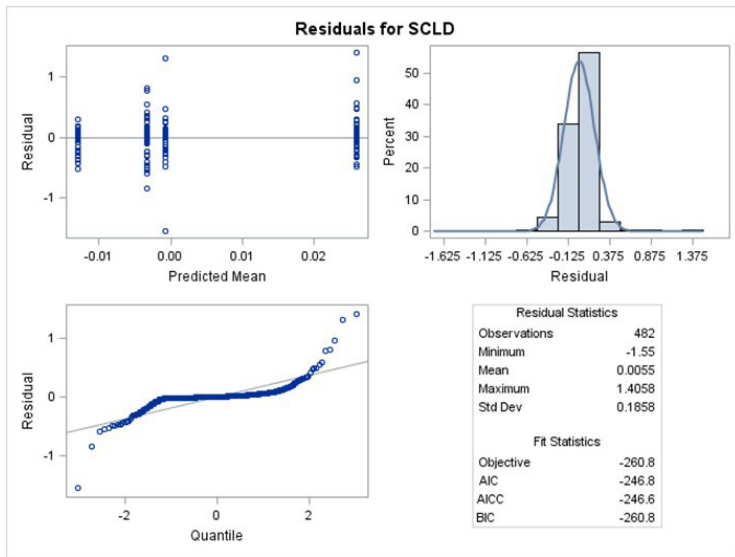 Residuals for SCLD
Residual
1
0
-1
-0.01 0.00 0.01 0.02
Predicted Mean
Percent
50
40
30
20
10
0
-1.625 -1.125 -0.625 -0.125 0.375 0.875 1.375
Residual
Residual
1
0
-1
-2 0 2
Quantile
Residual Statistics
Observations 482
Minimum -1.55
Mean 0.0055
Maximum 1.4058
Std Dev 0.1858
Fit Statistics
Objective -260.8
AIC -246.8
AICC -246.6
BIC -260.8